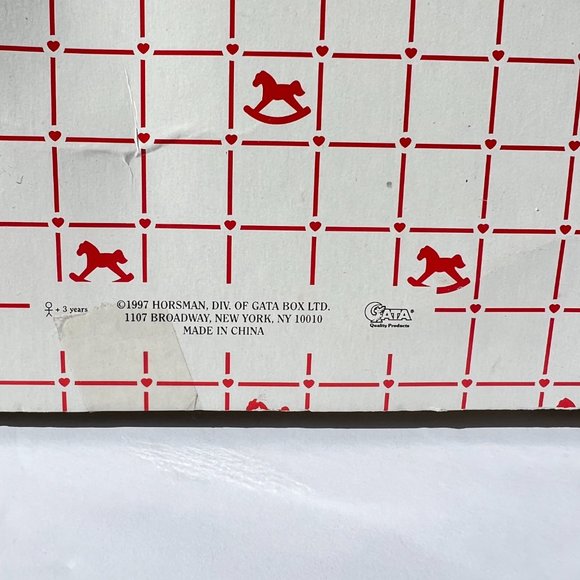 + 3 years
©1997 HORSMAN, DIV. OF GATA BOX LTD.
1107 BROADWAY, NEW YORK, NY 10010
MADE IN CHINA
GATA®
Quality Products